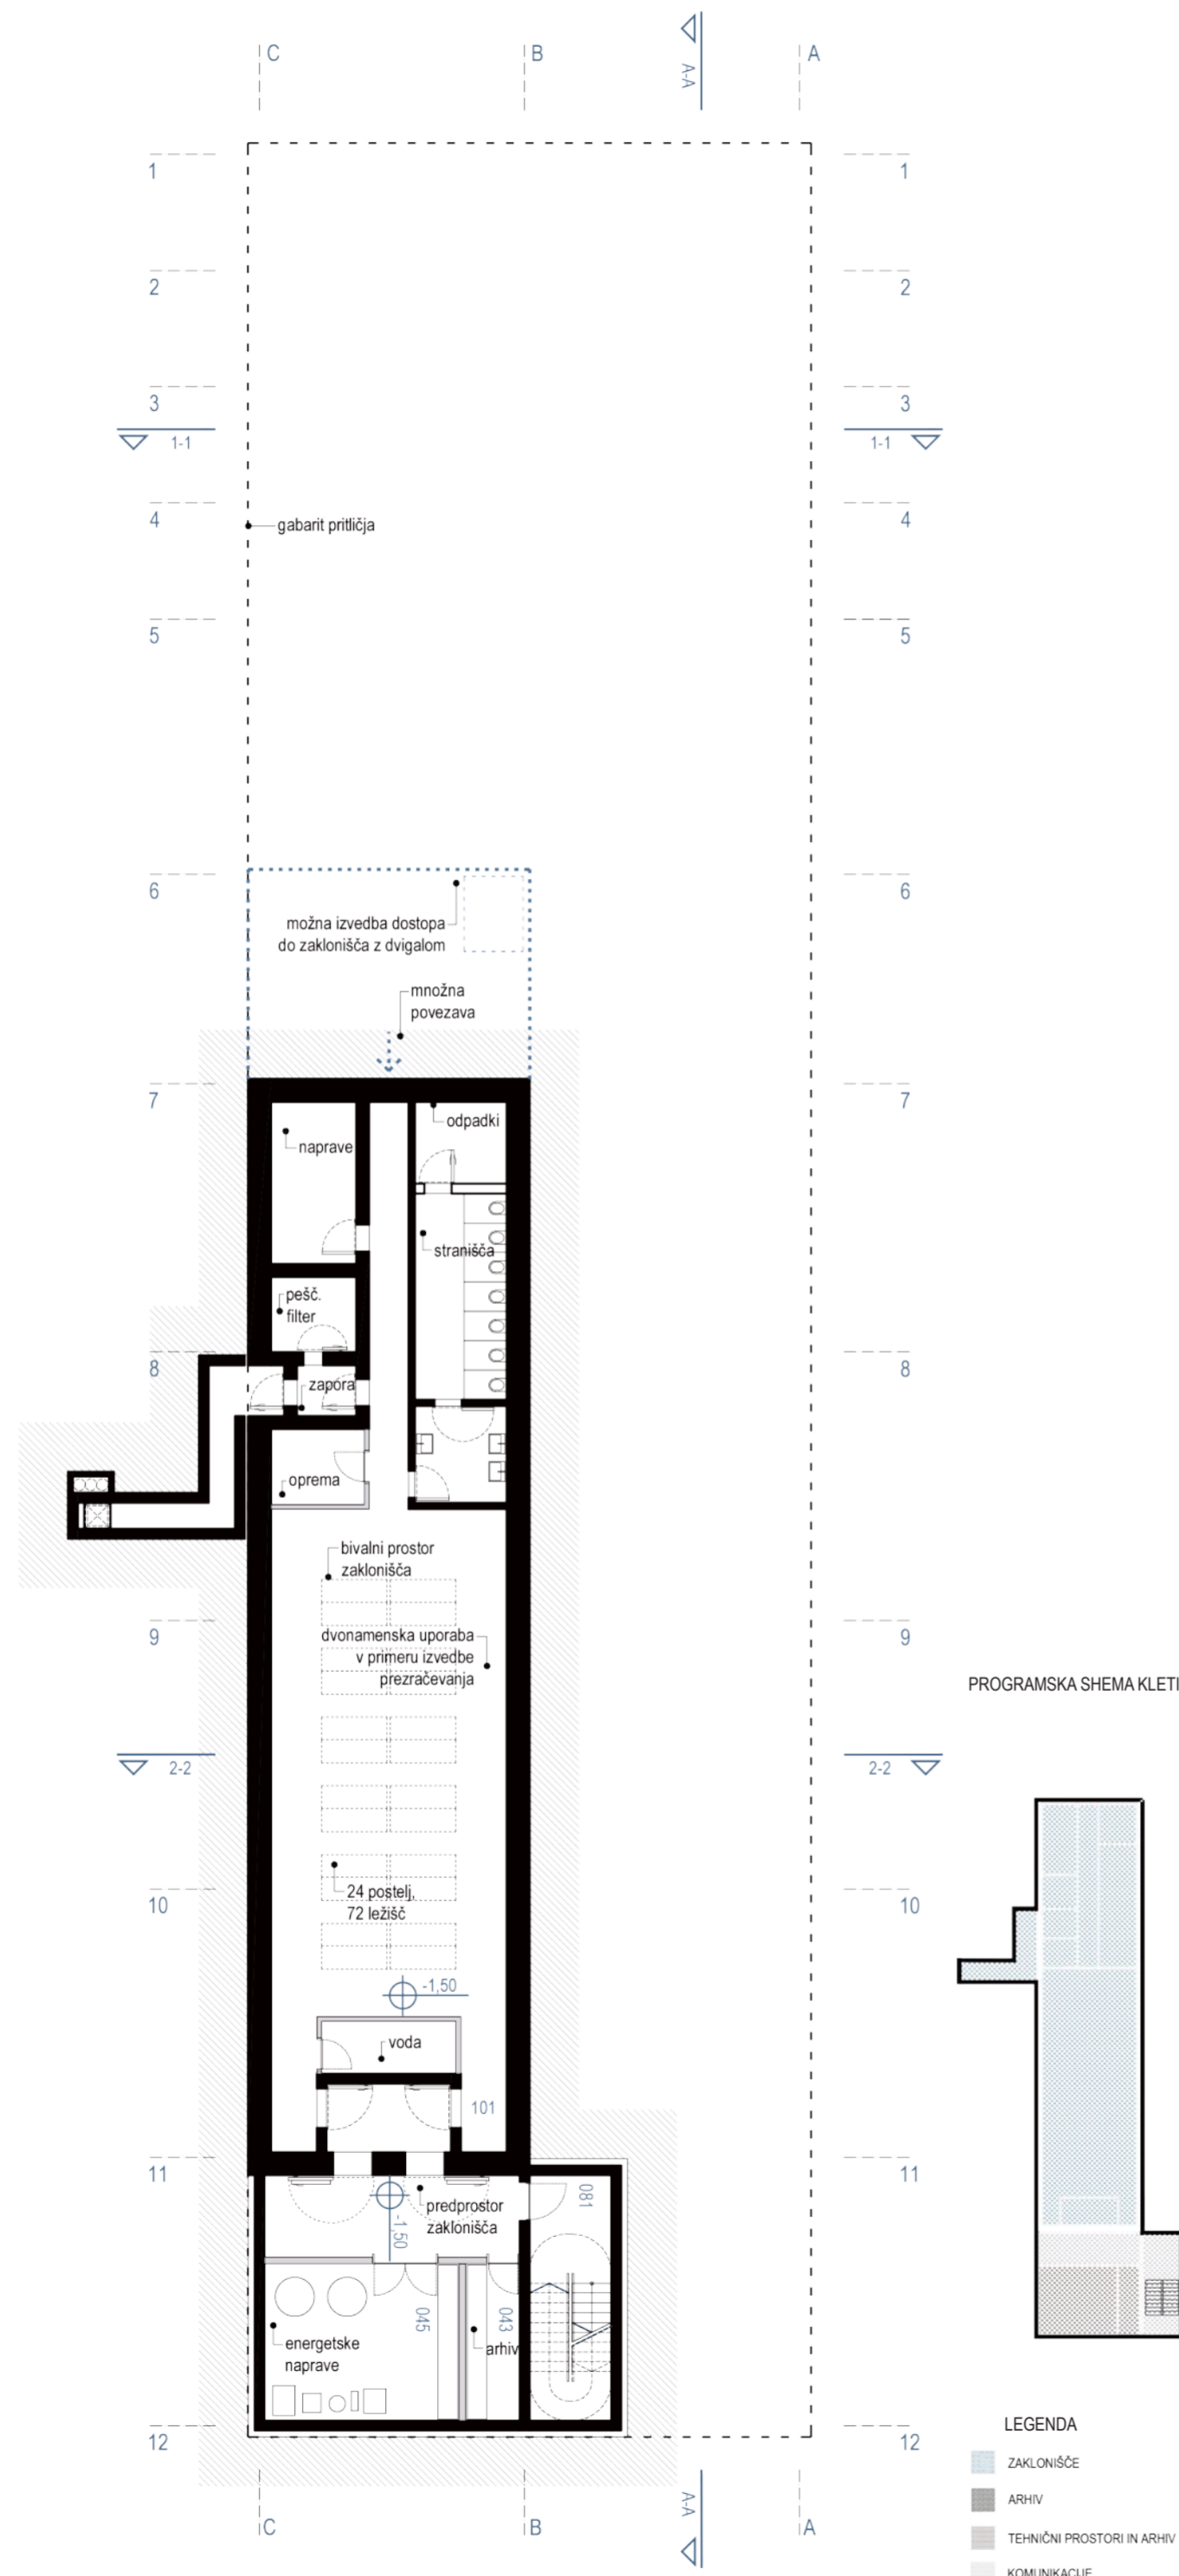 C
B
A-A
A
1
1
2
2
3
3
1-1
1-1
4
4
gabarit pritličja
5
5
6
6
možna izvedba dostopa
do zaklonišča z dvigalom
množna
povezava
7
7
odpadki
naprave
stranišča
pešč.
filter
8
8
zapora
oprema
bivalni prostor
zaklonišča
9
9
dvonamenska uporaba
v primeru izvedbe
prezračevanja
PROGRAMSKA SHEMA KLETI
2-2
2-2
24 postelj,
72 ležišč
10
10
-1,50
voda
101
11
11
predprostor
zaklonišča
-1,50
081
045
043
energetske
naprave
arhiv
12
12
LEGENDA
ZAKLONIŠČE
ARHIV
TEHNIČNI PROSTORI IN ARHIV
KOMUNIKACIJE
C
B
A-A
A